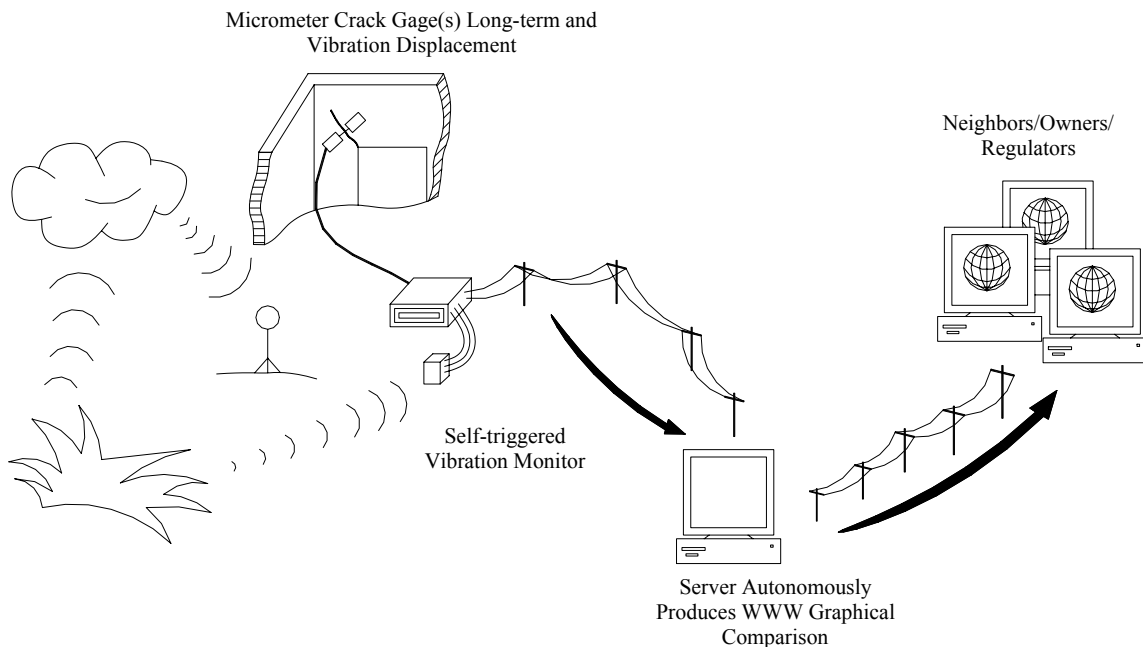 Micrometer Crack Gage(s) Long-term and
Vibration Displacement
Neighbors/Owners/
Regulators
Self-triggered
Vibration Monitor
Server Autonomously
Produces WWW Graphical
Comparison